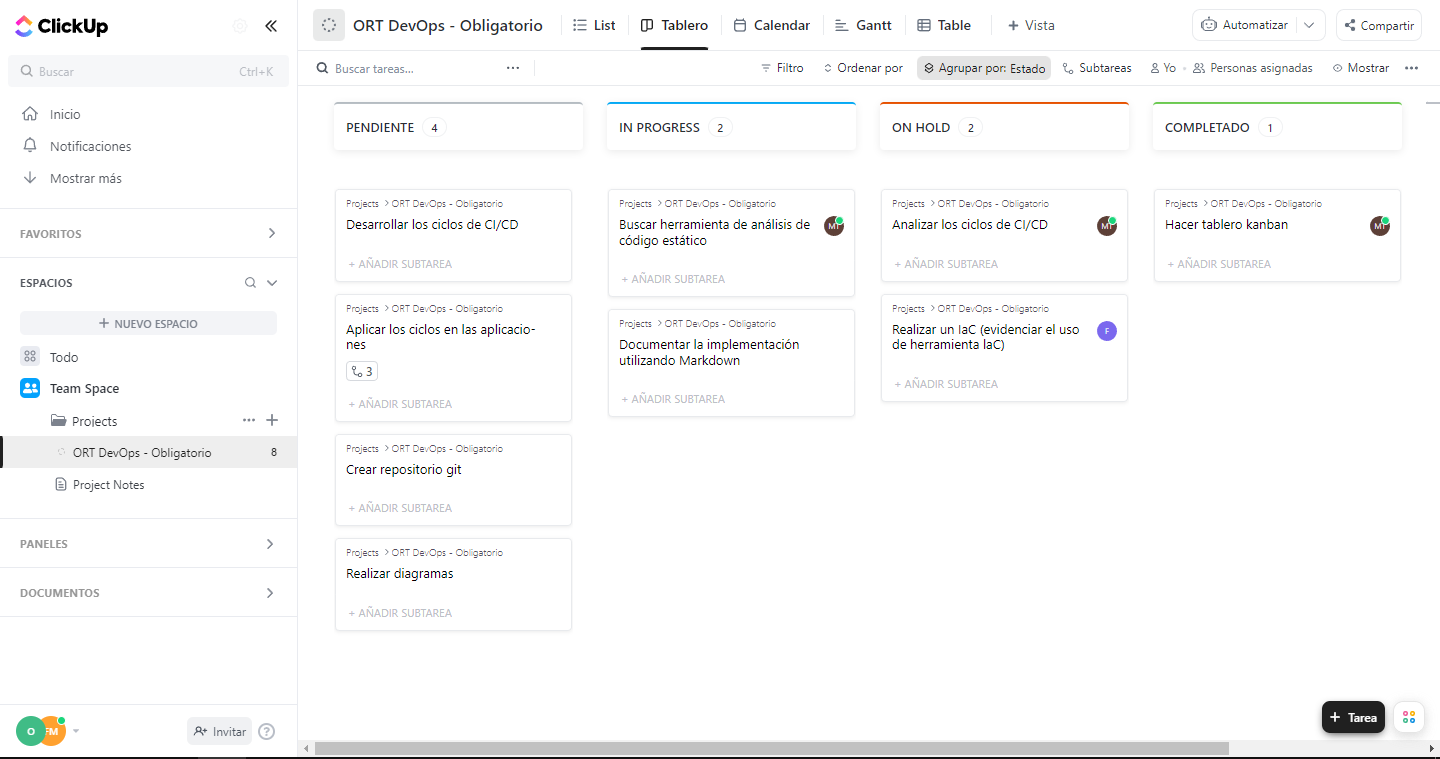 ClickUp
Buscar
Ctrl+K
Inicio
Notificaciones
Mostrar más
FAVORITOS
ESPACIOS
+ NUEVO ESPACIO
Todo
Team Space
Projects
ORT DevOps - Obligatorio 8
Project Notes
PANELES
DOCUMENTOS
O FM
Invitar
?
ORT DevOps - Obligatorio
List
Tablero
Calendar
Gantt
Table
+ Vista
Automatizar
Compartir
Buscar tareas...
Filtro
Ordenar por
Agrupar por: Estado
Subtareas
Yo
Personas asignadas
Mostrar
PENDIENTE 4
Projects > ORT DevOps - Obligatorio
Desarrollar los ciclos de CI/CD
+ AÑADIR SUBTAREA
Projects > ORT DevOps - Obligatorio
Aplicar los ciclos en las aplicacio-
nes
3
+ AÑADIR SUBTAREA
Projects > ORT DevOps - Obligatorio
Crear repositorio git
+ AÑADIR SUBTAREA
Projects > ORT DevOps - Obligatorio
Realizar diagramas
+ AÑADIR SUBTAREA
IN PROGRESS 2
Projects > ORT DevOps - Obligatorio
Buscar herramienta de análisis de
código estático
MT
+ AÑADIR SUBTAREA
Projects > ORT DevOps - Obligatorio
Documentar la implementación
utilizando Markdown
+ AÑADIR SUBTAREA
ON HOLD 2
Projects > ORT DevOps - Obligatorio
Analizar los ciclos de CI/CD
MT
+ AÑADIR SUBTAREA
Projects > ORT DevOps - Obligatorio
Realizar un IaC (evidenciar el uso
de herramienta IaC)
F
+ AÑADIR SUBTAREA
COMPLETADO 1
Projects > ORT DevOps - Obligatorio
Hacer tablero kanban
MT
+ AÑADIR SUBTAREA
+ Tarea